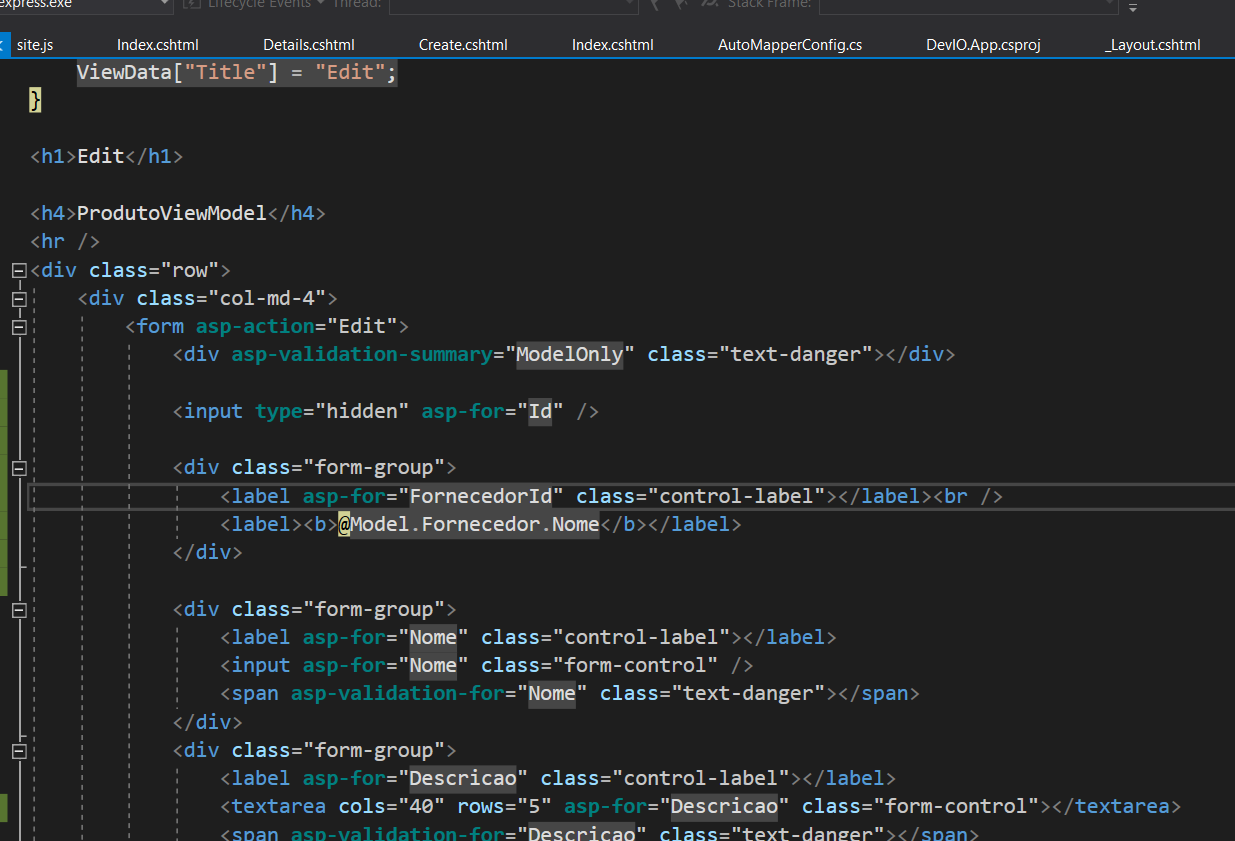 express.exe Lifecycle Events Thread: Stack Frame:
site.js Index.cshtml Details.cshtml Create.cshtml Index.cshtml AutoMapperConfig.cs DevIO.App.csproj _Layout.cshtml
ViewData["Title"] = "Edit";
}
<h1>Edit</h1>
<h4>ProdutoViewModel</h4>
<hr />
<div class="row">
<div class="col-md-4">
<form asp-action="Edit">
<div asp-validation-summary="ModelOnly" class="text-danger"></div>
<input type="hidden" asp-for="Id" />
<div class="form-group">
<label asp-for="FornecedorId" class="control-label"></label><br />
<label><b>@Model.Fornecedor.Nome</b></label>
</div>
<div class="form-group">
<label asp-for="Nome" class="control-label"></label>
<input asp-for="Nome" class="form-control" />
<span asp-validation-for="Nome" class="text-danger"></span>
</div>
<div class="form-group">
<label asp-for="Descricao" class="control-label"></label>
<textarea cols="40" rows="5" asp-for="Descricao" class="form-control"></textarea>
<span asp-validation-for="Descricao" class="text-danger"></span>